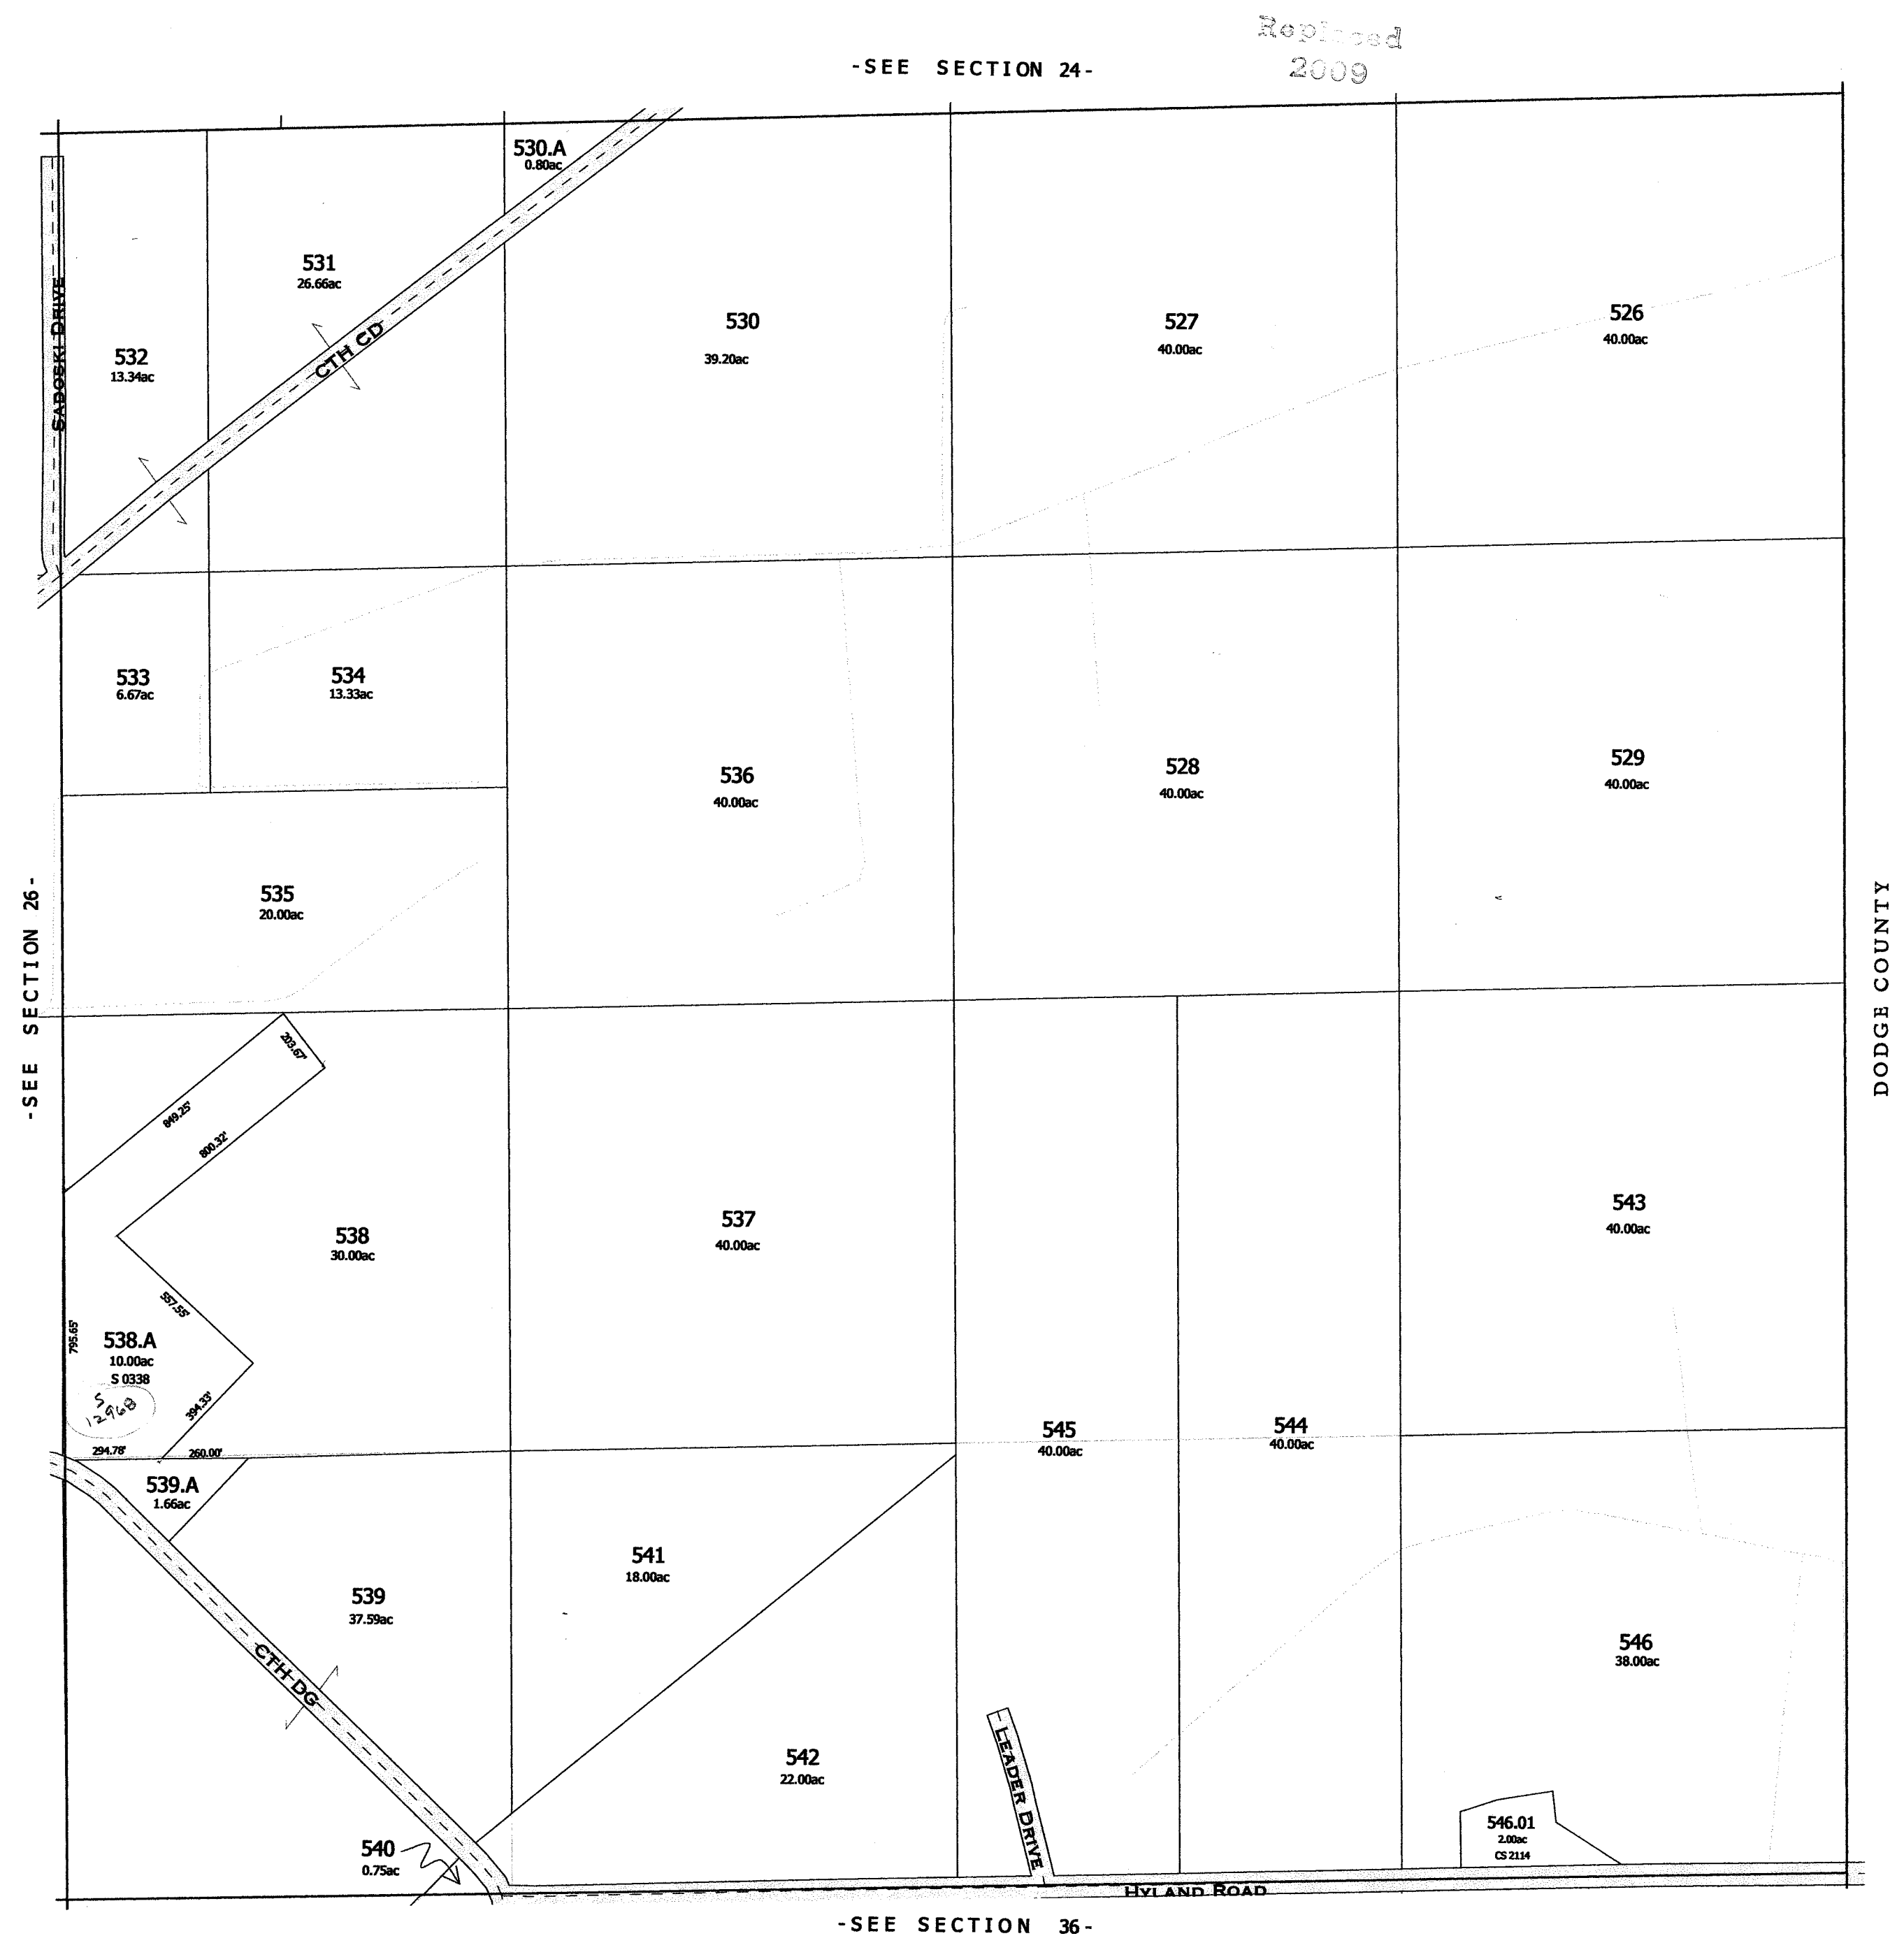 Replaced
2009
-SEE SECTION 24-
530.A
0.80ac
531
26.66ac
SADOSKI DRIVE
532
13.34ac
CTH CD
530
39.20ac
527
40.00ac
526
40.00ac
533
6.67ac
534
13.33ac
536
40.00ac
528
40.00ac
529
40.00ac
535
20.00ac
-SEE SECTION 26-
DODGE COUNTY
203.67'
849.25'
800.32'
538
30.00ac
537
40.00ac
543
40.00ac
557.55'
795.65'
538.A
10.00ac
S 0338
S
12968
394.33'
294.78'
260.00'
545
40.00ac
544
40.00ac
539.A
1.66ac
541
18.00ac
539
37.59ac
CTH DG
546
38.00ac
542
22.00ac
LEADER DRIVE
540
0.75ac
546.01
2.00ac
CS 2114
HYLAND ROAD
-SEE SECTION 36-